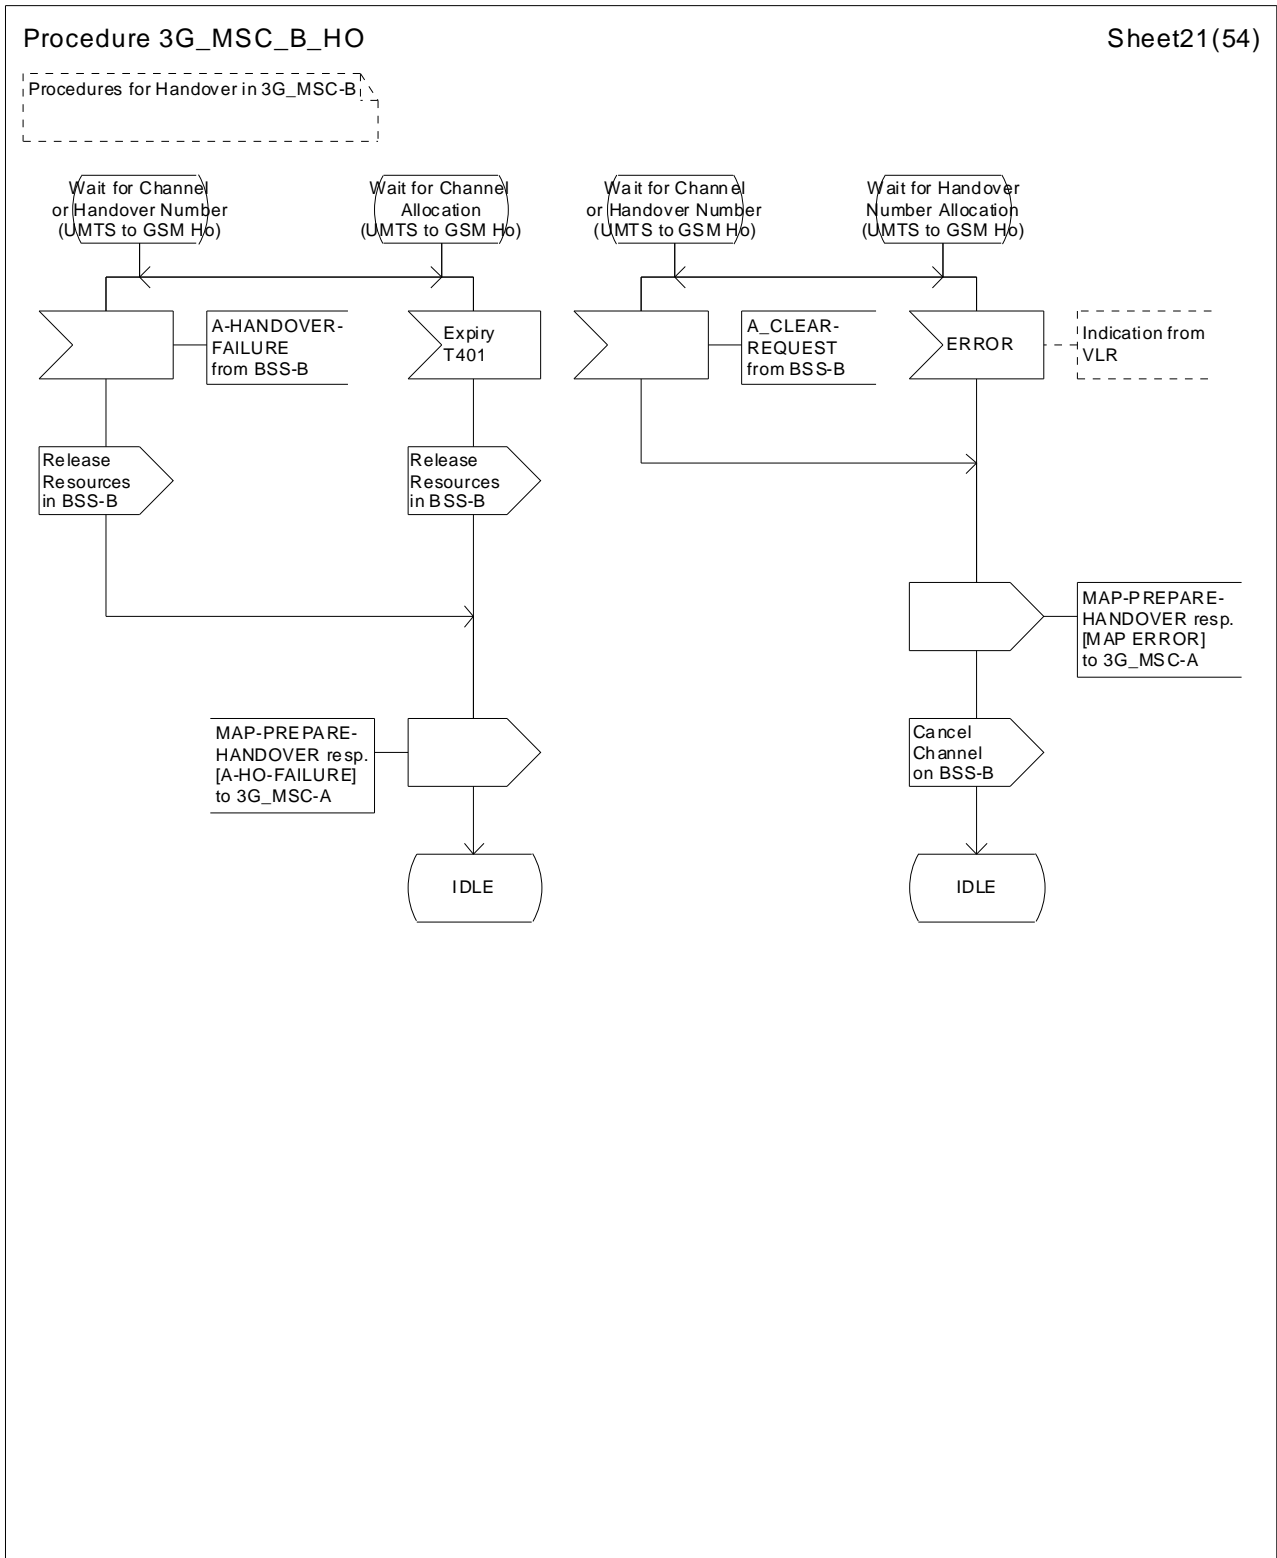 Procedure 3G_MSC_B_HO
Sheet21(54)
Procedures for Handover in 3G_MSC-B
Wait for Channel
or Handover Number
(UMTS to GSM Ho)
Wait for Channel
Allocation
(UMTS to GSM Ho)
Wait for Channel
or Handover Number
(UMTS to GSM Ho)
Wait for Handover
Number Allocation
(UMTS to GSM Ho)
A-HANDOVER-
FAILURE
from BSS-B
Expiry
T401
A_CLEAR-
REQUEST
from BSS-B
ERROR
Indication from
VLR
Release
Resources
in BSS-B
Release
Resources
in BSS-B
MAP-PREPARE-
HANDOVER resp.
[MAP ERROR]
to 3G_MSC-A
MAP-PREPARE-
HANDOVER resp.
[A-HO-FAILURE]
to 3G_MSC-A
Cancel
Channel
on BSS-B
IDLE
IDLE